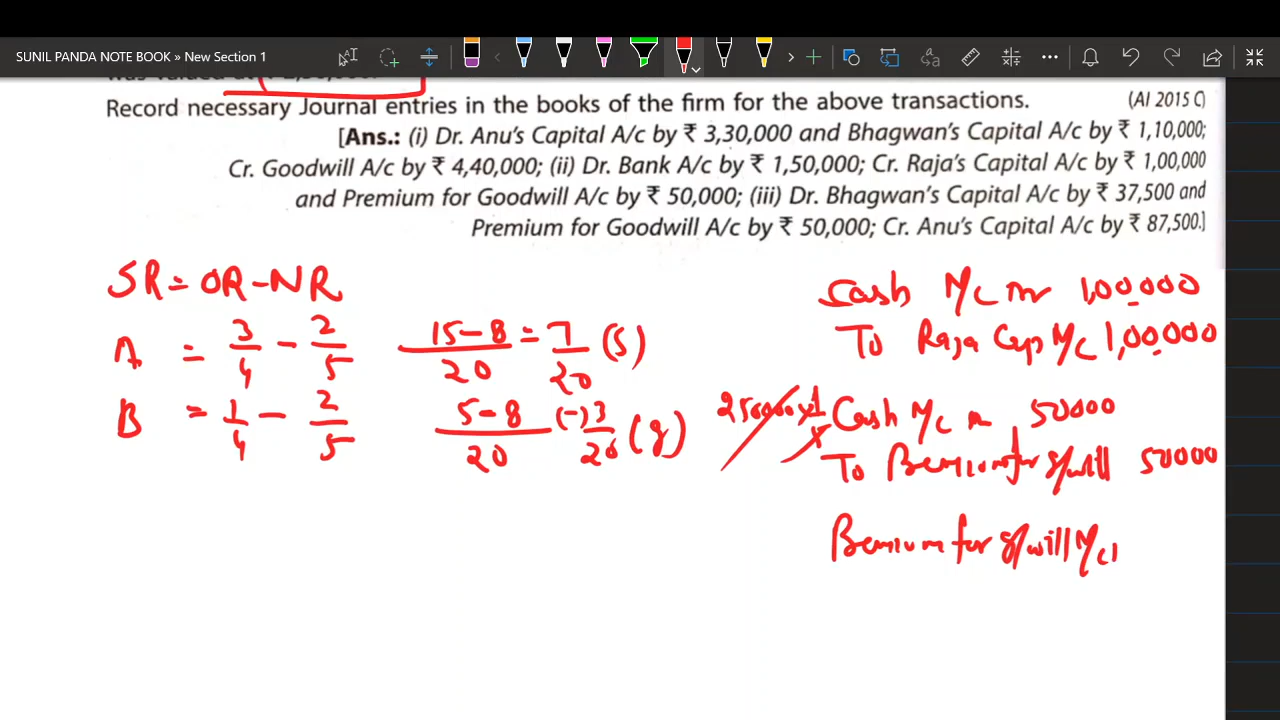 SUNIL PANDA NOTE BOOK » New Section 1
was valued at
Record necessary Journal entries in the books of the firm for the above transactions. (AI 2015 C)
[Ans.: (i) Dr. Anu's Capital A/c by ₹ 3,30,000 and Bhagwan's Capital A/c by ₹ 1,10,000;
Cr. Goodwill A/c by ₹ 4,40,000; (ii) Dr. Bank A/c by ₹ 1,50,000; Cr. Raja's Capital A/c by ₹ 1,00,000
and Premium for Goodwill A/c by ₹ 50,000; (iii) Dr. Bhagwan's Capital A/c by ₹ 37,500 and
Premium for Goodwill A/c by ₹ 50,000; Cr. Anu's Capital A/c by ₹ 87,500.]
SR = OR - NR
A = 3/4 - 2/5 15-8/20 = 7/20 (S)
B = 1/4 - 2/5 5-8/20 (-) 3/20 (g)
250000 x 1/5
Cash A/c Dr 1,00,000
To Raja Cap A/c 1,00,000
Cash A/c Dr 50000
To Premium for g/will 50000
Premium for g/will A/c